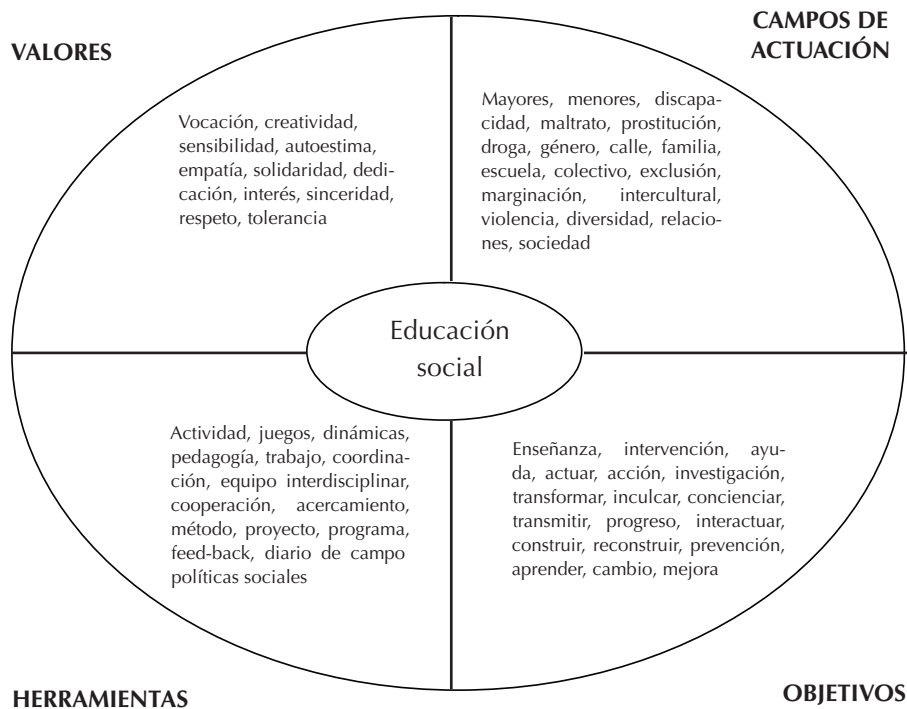 VALORES
CAMPOS DE
ACTUACIÓN
Vocación, creatividad,
sensibilidad, autoestima,
empatía, solidaridad, dedi-
cación, interés, sinceridad,
respeto, tolerancia
Mayores, menores, discapa-
cidad, maltrato, prostitución,
droga, género, calle, familia,
escuela, colectivo, exclusión,
marginación, intercultural,
violencia, diversidad, relacio-
nes, sociedad
Educación
social
Actividad, juegos, dinámicas,
pedagogía, trabajo, coordina-
ción, equipo interdisciplinar,
cooperación, acercamiento,
método, proyecto, programa,
feed-back, diario de campo
políticas sociales
Enseñanza, intervención, ayu-
da, actuar, acción, investigación,
transformar, inculcar, concienciar,
transmitir, progreso, interactuar,
construir, reconstruir, prevención,
aprender, cambio, mejora
HERRAMIENTAS
OBJETIVOS